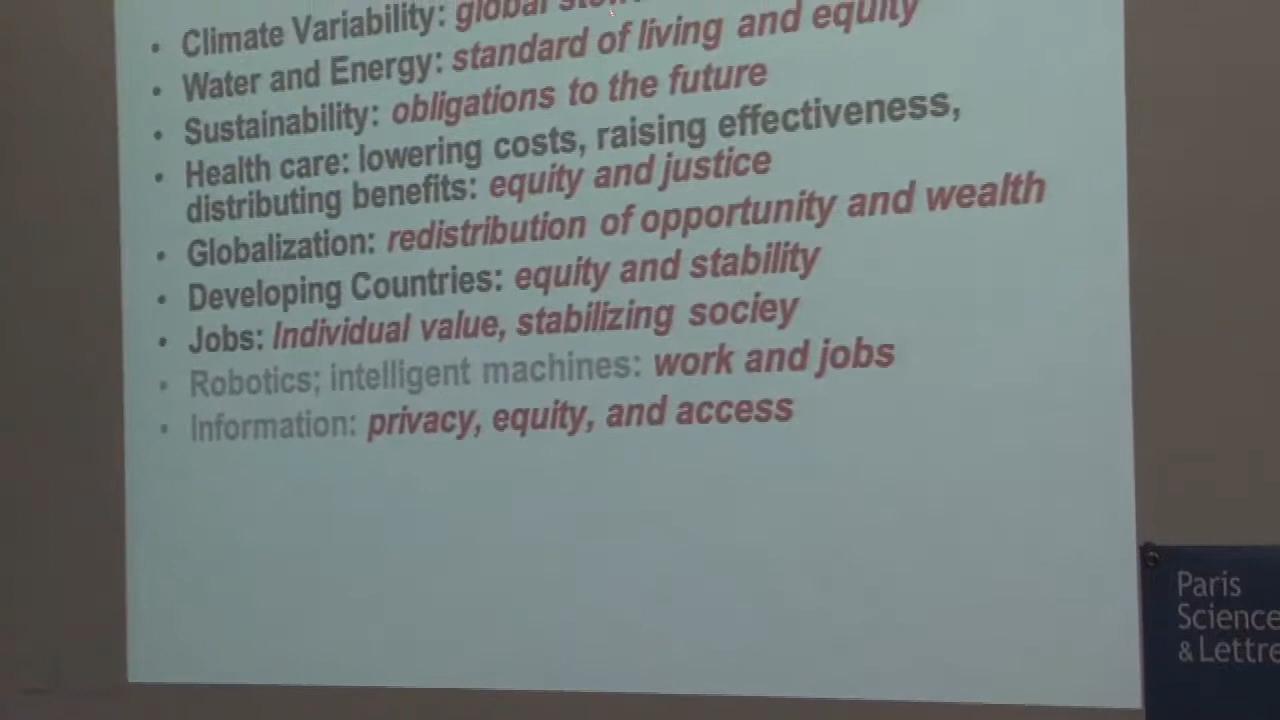 • Climate Variability: global
• Water and Energy: standard of living and equity
• Sustainability: obligations to the future
• Health care: lowering costs, raising effectiveness,
distributing benefits: equity and justice
• Globalization: redistribution of opportunity and wealth
• Developing Countries: equity and stability
• Jobs: Individual value, stabilizing sociey
• Robotics; intelligent machines: work and jobs
• Information: privacy, equity, and access
Paris
Science
& Lettre